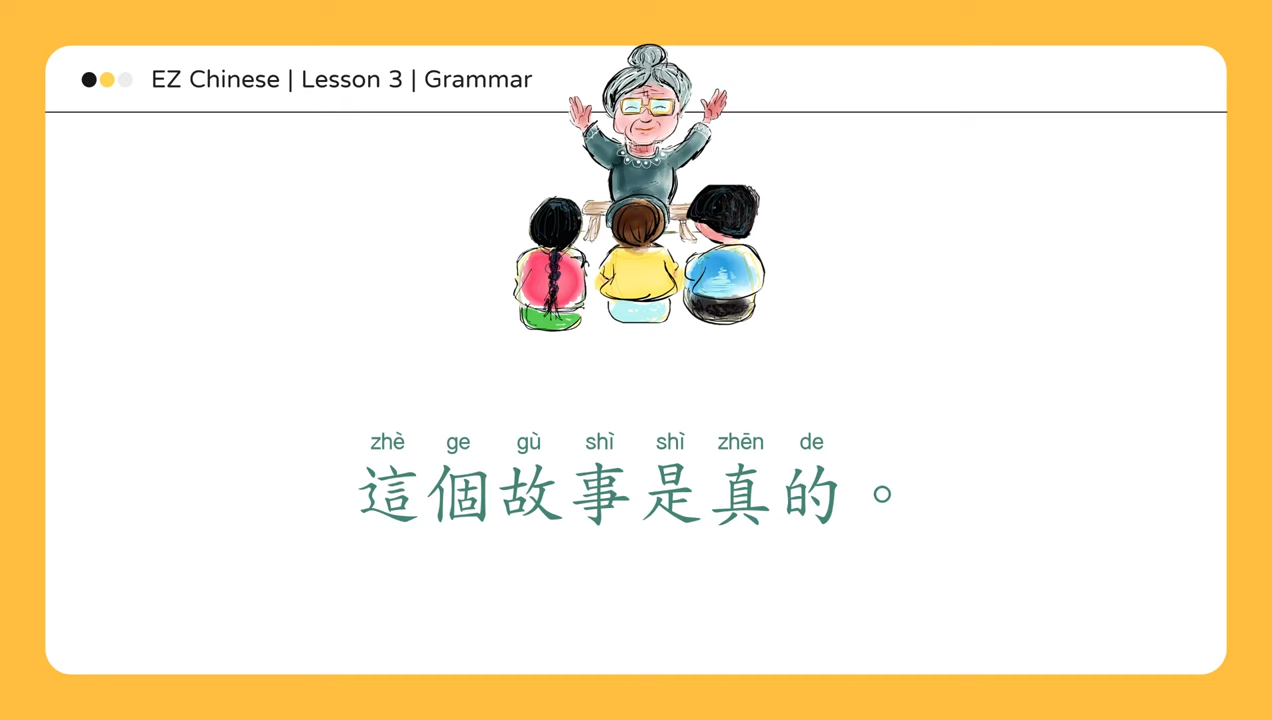 EZ Chinese | Lesson 3 | Grammar
zhè ge gù shì shì zhēn de
這個故事是真的。